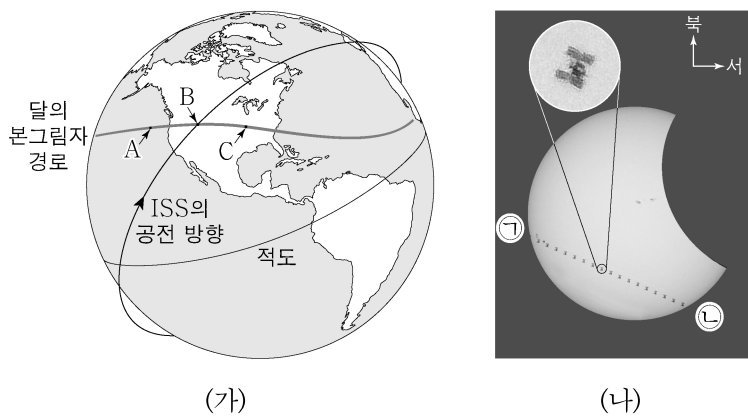 달의
본그림자
경로
A
B
C
ISS의
공전 방향
적도
(가)
북
서
㉠
㉡
(나)